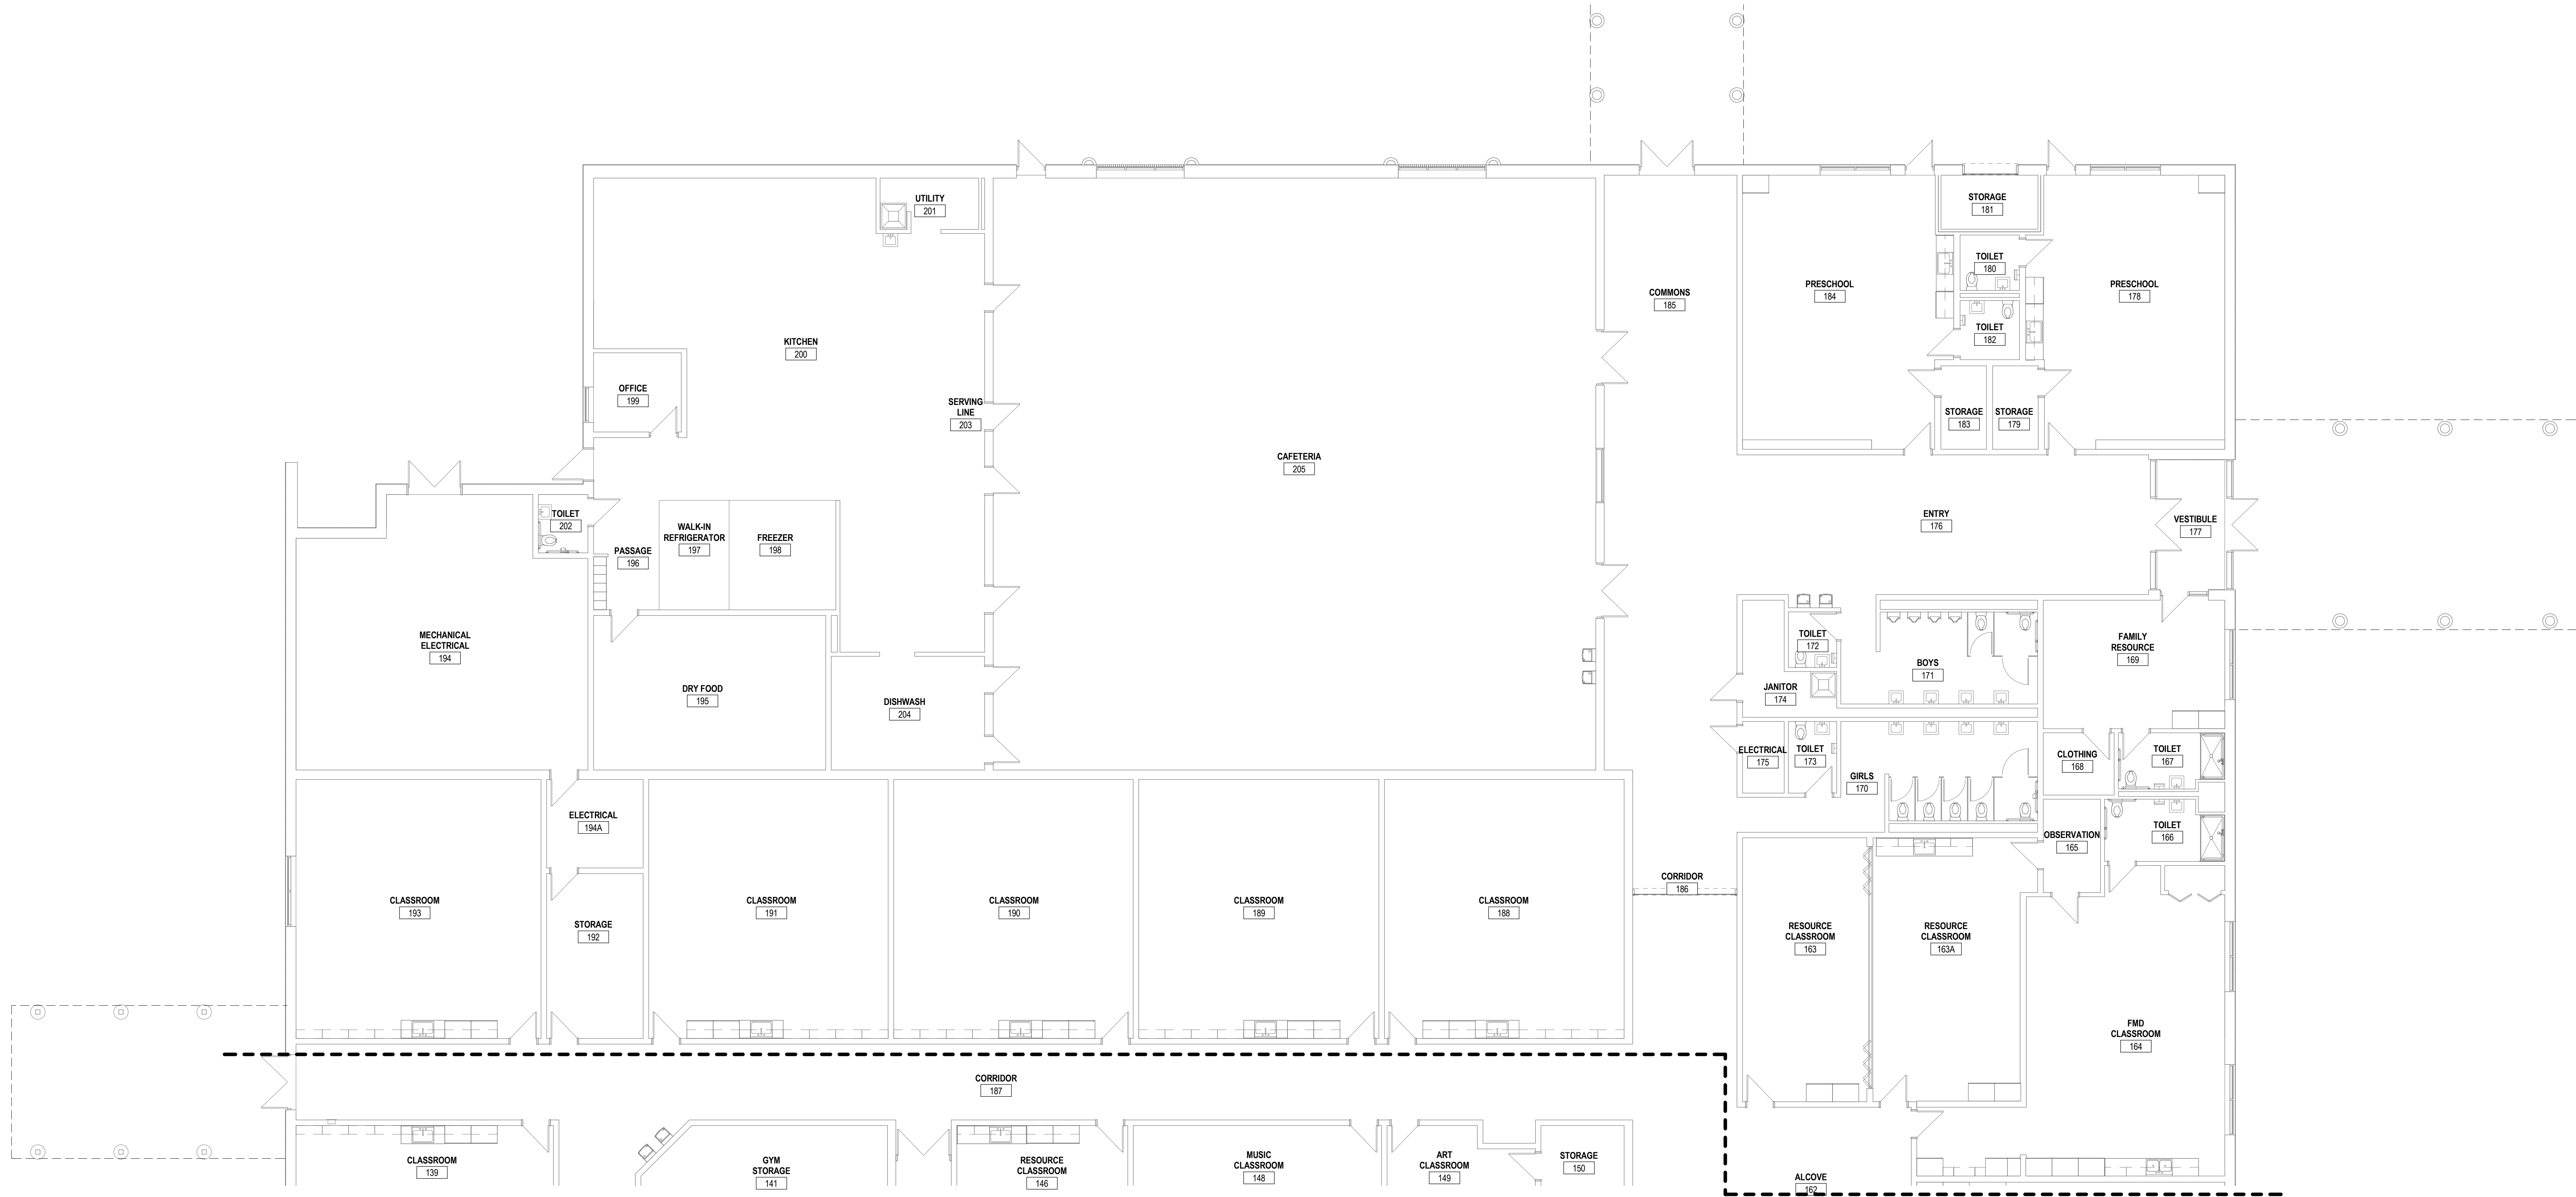 UTILITY
201
STORAGE
181
TOILET
180
PRESCHOOL
184
PRESCHOOL
178
COMMONS
185
TOILET
182
KITCHEN
200
OFFICE
199
SERVING
LINE
203
STORAGE
183
STORAGE
179
CAFETERIA
205
TOILET
202
WALK-IN
REFRIGERATOR
197
FREEZER
198
PASSAGE
196
ENTRY
176
VESTIBULE
177
MECHANICAL
ELECTRICAL
194
TOILET
172
BOYS
171
FAMILY
RESOURCE
169
DRY FOOD
195
DISHWASH
204
JANITOR
174
ELECTRICAL
175
TOILET
173
GIRLS
170
CLOTHING
168
TOILET
167
ELECTRICAL
194A
OBSERVATION
165
TOILET
166
CORRIDOR
186
CLASSROOM
193
STORAGE
192
CLASSROOM
191
CLASSROOM
190
CLASSROOM
189
CLASSROOM
188
RESOURCE
CLASSROOM
163
RESOURCE
CLASSROOM
163A
FMD
CLASSROOM
164
CORRIDOR
187
CLASSROOM
139
GYM
STORAGE
141
RESOURCE
CLASSROOM
146
MUSIC
CLASSROOM
148
ART
CLASSROOM
149
STORAGE
150
ALCOVE
162